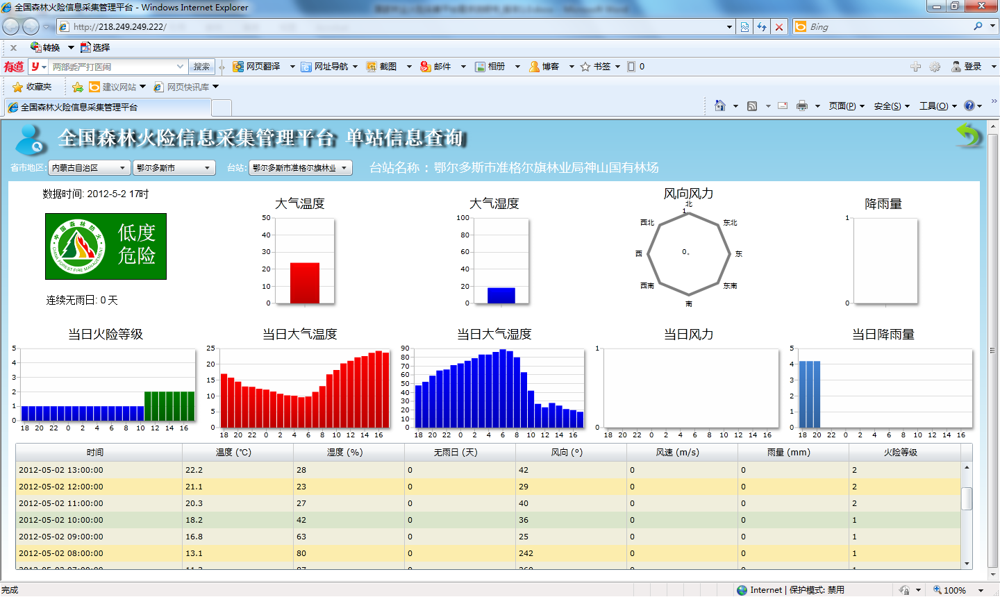 全国森林火险信息采集管理平台 - Windows Internet Explorer
http://218.249.249.222/
Bing
转换 选择
有道 y 两部委严打医闹 搜索 网页翻译 网址导航 截图 邮件 相册 博客 书签 0 登录
收藏夹 建议网站 网页快讯库
全国森林火险信息采集管理平台 页面(P) 安全(S) 工具(O)
全国森林火险信息采集管理平台 单站信息查询
省市地区: 内蒙古自治区 鄂尔多斯市 台站: 鄂尔多斯市准格尔旗林业 台站名称：鄂尔多斯市准格尔旗林业局神山国有林场
数据时间: 2012-5-2 17时
中国森林防火
CHINA FOREST FIRE MANAGEMENT
低度
危险
连续无雨日: 0 天
大气温度
50
40
30
20
10
0
大气湿度
100
80
60
40
20
0
风向风力
北
1
西北 东北
西 0。 东
西南 东南
南
降雨量
1
0
当日火险等级
5
4
3
2
1
0
18 20 22 0 2 4 6 8 10 12 14 16
当日大气温度
25
20
15
10
5
0
18 20 22 0 2 4 6 8 10 12 14 16
当日大气湿度
90
80
70
60
50
40
30
20
10
0
18 20 22 0 2 4 6 8 10 12 14 16
当日风力
1
0
18 20 22 0 2 4 6 8 10 12 14 16
当日降雨量
5
4
3
2
1
0
18 20 22 0 2 4 6 8 10 12 14 16
时间 温度 (℃) 湿度 (%) 无雨日 (天) 风向 (º) 风速 (m/s) 雨量 (mm) 火险等级
2012-05-02 13:00:00 22.2 28 0 42 0 0 2
2012-05-02 12:00:00 21.1 23 0 29 0 0 2
2012-05-02 11:00:00 20.3 27 0 40 0 0 2
2012-05-02 10:00:00 18.2 42 0 36 0 0 1
2012-05-02 09:00:00 16.8 63 0 25 0 0 1
2012-05-02 08:00:00 13.1 80 0 242 0 0 1
完成 Internet | 保护模式: 禁用 100%